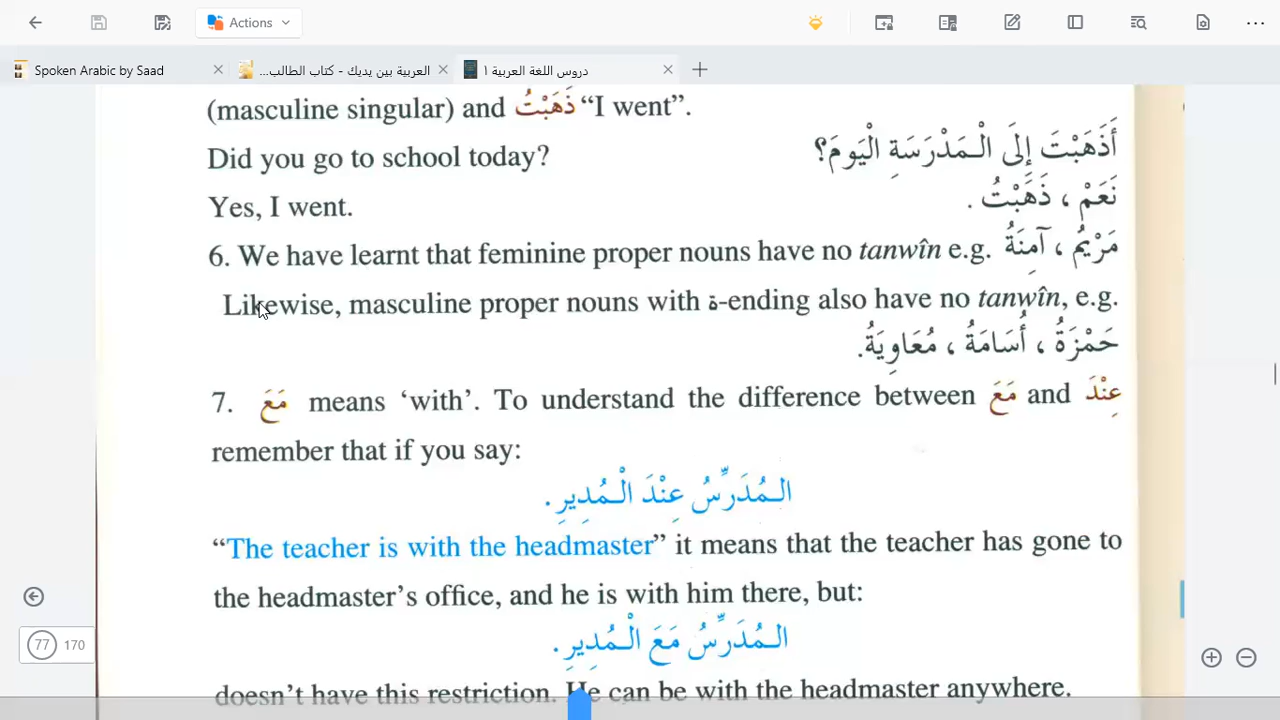 Actions
Spoken Arabic by Saad
العربية بين يديك - كتاب الطالب...
دروس اللغة العربية ١
(masculine singular) and ذَهَبْتُ “I went”.
Did you go to school today? أَذَهَبْتَ إِلَى الْمَدْرَسَةِ الْيَومَ؟
Yes, I went. نَعَمْ ، ذَهَبْتُ .
6. We have learnt that feminine proper nouns have no tanwîn e.g. مَرْيَمُ ، آمِنَةُ
Likewise, masculine proper nouns with ة-ending also have no tanwîn, e.g.
حَمْزَةُ ، أُسَامَةُ ، مُعَاوِيَةُ.
7. مَعَ means ‘with’. To understand the difference between مَعَ and عِنْدَ
remember that if you say:
الـمُدَرِّسُ عِنْدَ الْـمُدِيرِ .
“The teacher is with the headmaster” it means that the teacher has gone to
the headmaster’s office, and he is with him there, but:
الـمُدَرِّسُ مَعَ الْـمُدِيرِ .
doesn’t have this restriction. He can be with the headmaster anywhere.
77 170